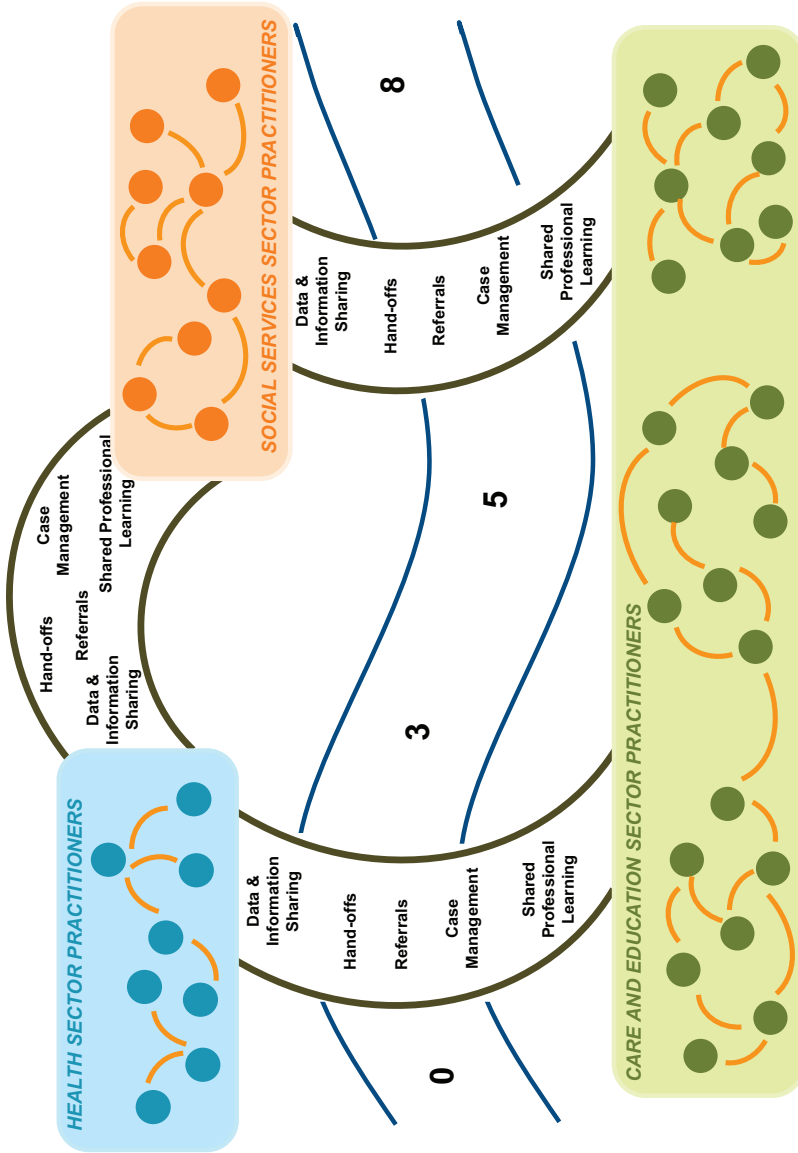 HEALTH SECTOR PRACTITIONERS
Hand-offs
Case
Management
Referrals
Data &
Information
Sharing
Shared Professional
Learning
SOCIAL SERVICES SECTOR PRACTITIONERS
Data &
Information
Sharing
Hand-offs
Referrals
Case
Management
Shared
Professional
Learning
Data &
Information
Sharing
Hand-offs
Referrals
Case
Management
Shared
Professional
Learning
0
3
5
8
CARE AND EDUCATION SECTOR PRACTITIONERS